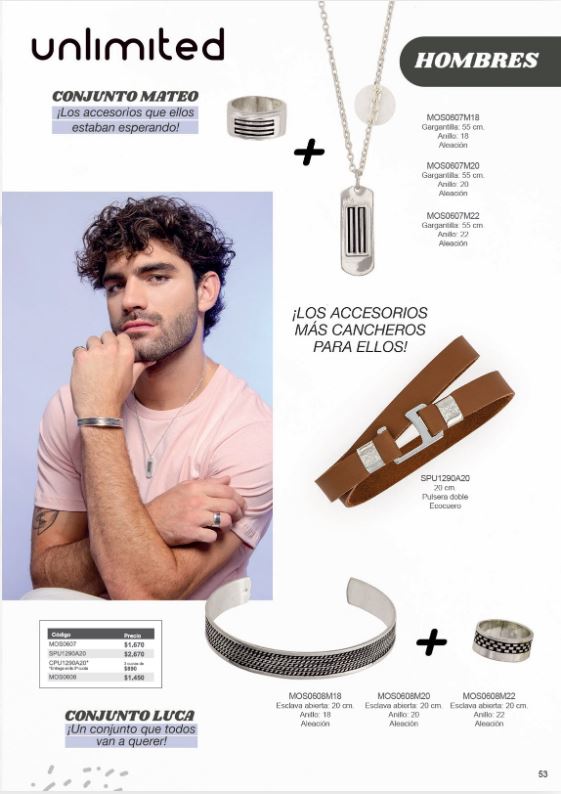 unlimited
HOMBRES
CONJUNTO MATEO
¡Los accesorios que ellos
estaban esperando!
+
MOS0607M18
Gargantilla: 55 cm.
Anillo: 18
Aleación
MOS0607M20
Gargantilla: 55 cm.
Anillo: 20
Aleación
MOS0607M22
Gargantilla: 55 cm
Anillo: 22
Aleación
¡LOS ACCESORIOS
MÁS CANCHEROS
PARA ELLOS!
SPU1290A20
20 cm.
Pulsera doble
Ecocuero
Código Precio
MOS0607 $1,670
SPU1290A20 $2,670
CPU1290A20*
$890
MOS0608 $1,450
+
MOS0608M18
Esclava abierta: 20 cm.
Anillo: 18
Aleación
MOS0608M20
Esclava abierta: 20 cm.
Anillo: 20
Aleación
MOS0608M22
Esclava abierta: 20 cm.
Anillo: 22
Aleación
CONJUNTO LUCA
¡Un conjunto que todos
van a querer!
53